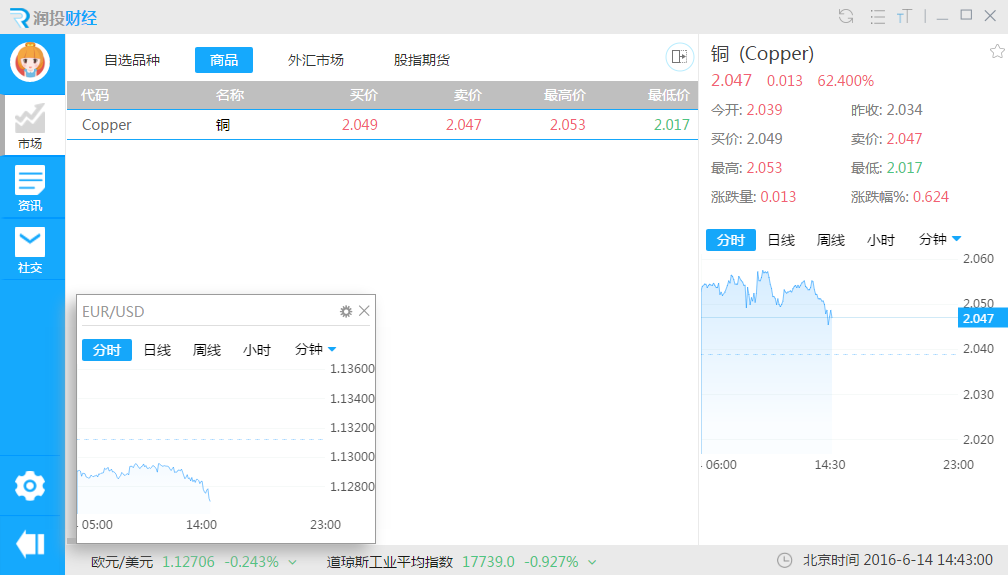 润投财经
自选品种 商品 外汇市场 股指期货
代码 名称 买价 卖价 最高价 最低价
Copper 铜 2.049 2.047 2.053 2.017
市场
资讯
社交
铜 (Copper)
2.047 0.013 62.400%
今开: 2.039 昨收: 2.034
买价: 2.049 卖价: 2.047
最高: 2.053 最低: 2.017
涨跌量: 0.013 涨跌幅%: 0.624
分时 日线 周线 小时 分钟
2.060
2.050
2.047
2.040
2.030
2.020
06:00 14:30 23:00
EUR/USD
分时 日线 周线 小时 分钟
1.13600
1.13400
1.13200
1.13000
1.12800
05:00 14:00 23:00
欧元/美元 1.12706 -0.243% 道琼斯工业平均指数 17739.0 -0.927% 北京时间 2016-6-14 14:43:00